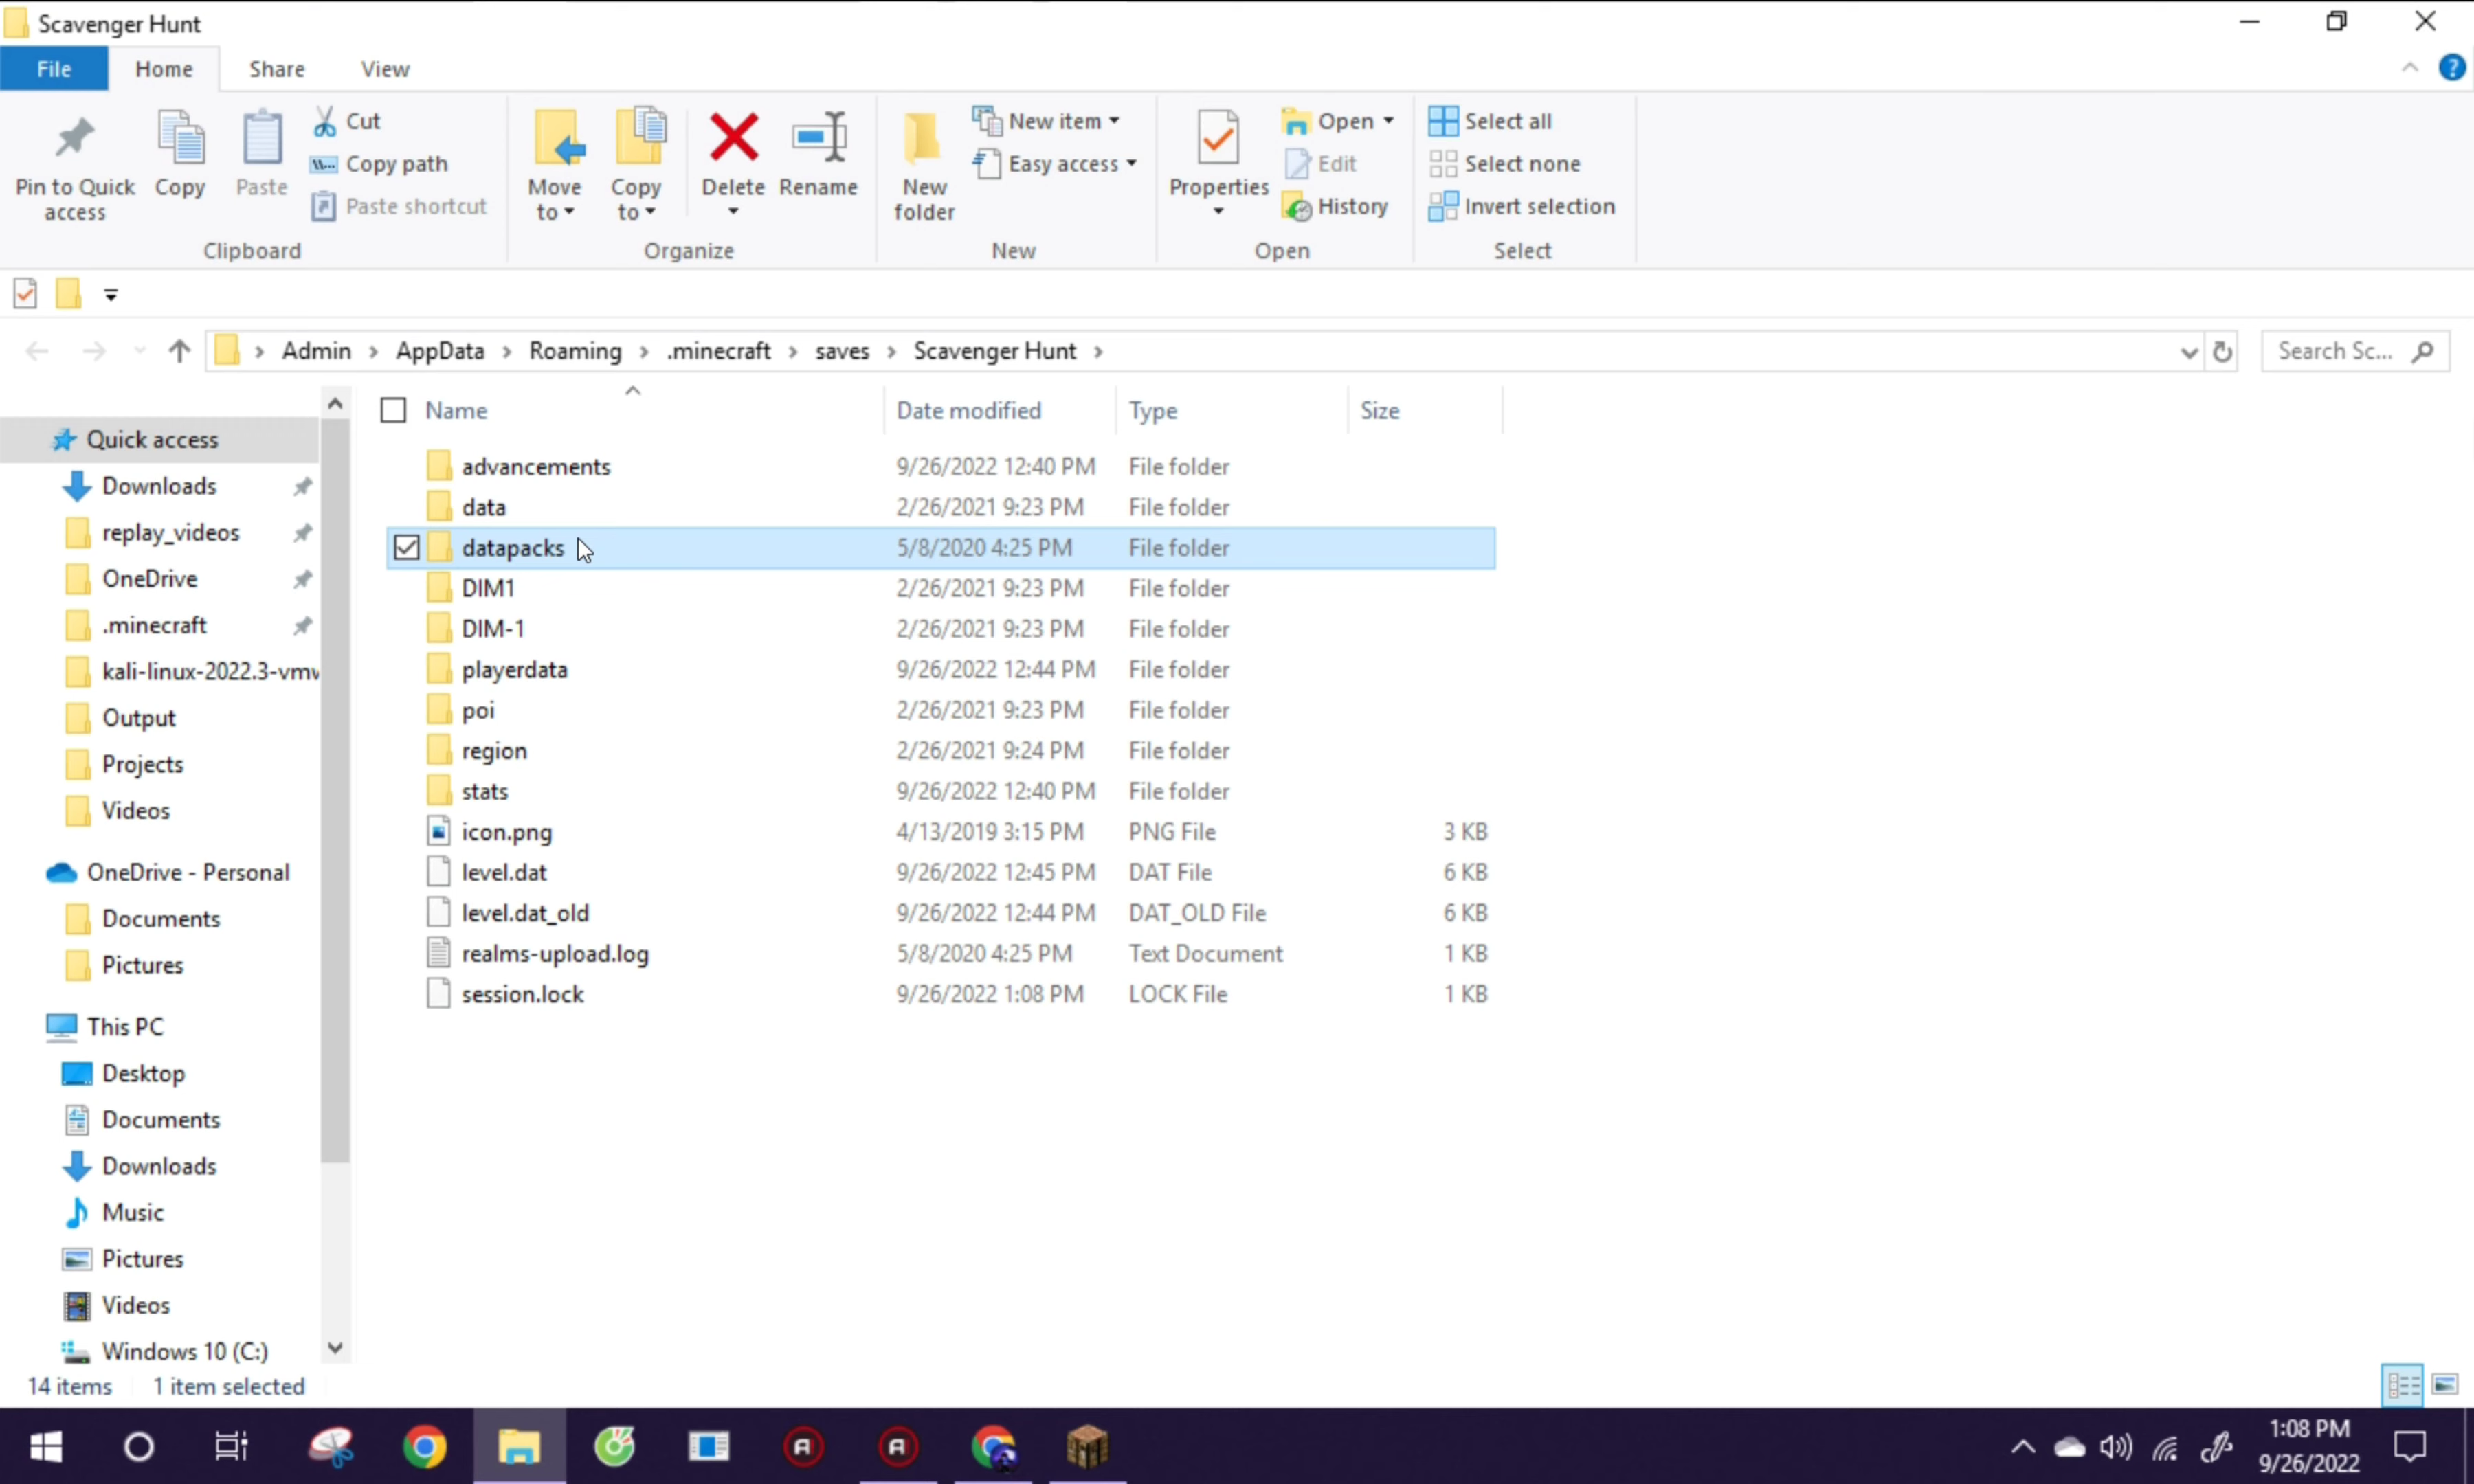 Scavenger Hunt
File Home Share View
Pin to Quick access
Copy
Paste
Cut
Copy path
Paste shortcut
Clipboard
Move to
Copy to
Delete
Rename
Organize
New folder
New item
Easy access
New
Properties
Open
Edit
History
Open
Select all
Select none
Invert selection
Select
Admin > AppData > Roaming > .minecraft > saves > Scavenger Hunt >
Search Sc...
Quick access
Downloads
replay_videos
OneDrive
.minecraft
kali-linux-2022.3-vmw
Output
Projects
Videos
OneDrive - Personal
Documents
Pictures
This PC
Desktop
Documents
Downloads
Music
Pictures
Videos
Windows 10 (C:)
Name Date modified Type Size
advancements 9/26/2022 12:40 PM File folder
data 2/26/2021 9:23 PM File folder
datapacks 5/8/2020 4:25 PM File folder
DIM1 2/26/2021 9:23 PM File folder
DIM-1 2/26/2021 9:23 PM File folder
playerdata 9/26/2022 12:44 PM File folder
poi 2/26/2021 9:23 PM File folder
region 2/26/2021 9:24 PM File folder
stats 9/26/2022 12:40 PM File folder
icon.png 4/13/2019 3:15 PM PNG File 3 KB
level.dat 9/26/2022 12:45 PM DAT File 6 KB
level.dat_old 9/26/2022 12:44 PM DAT_OLD File 6 KB
realms-upload.log 5/8/2020 4:25 PM Text Document 1 KB
session.lock 9/26/2022 1:08 PM LOCK File 1 KB
14 items 1 item selected
1:08 PM
9/26/2022